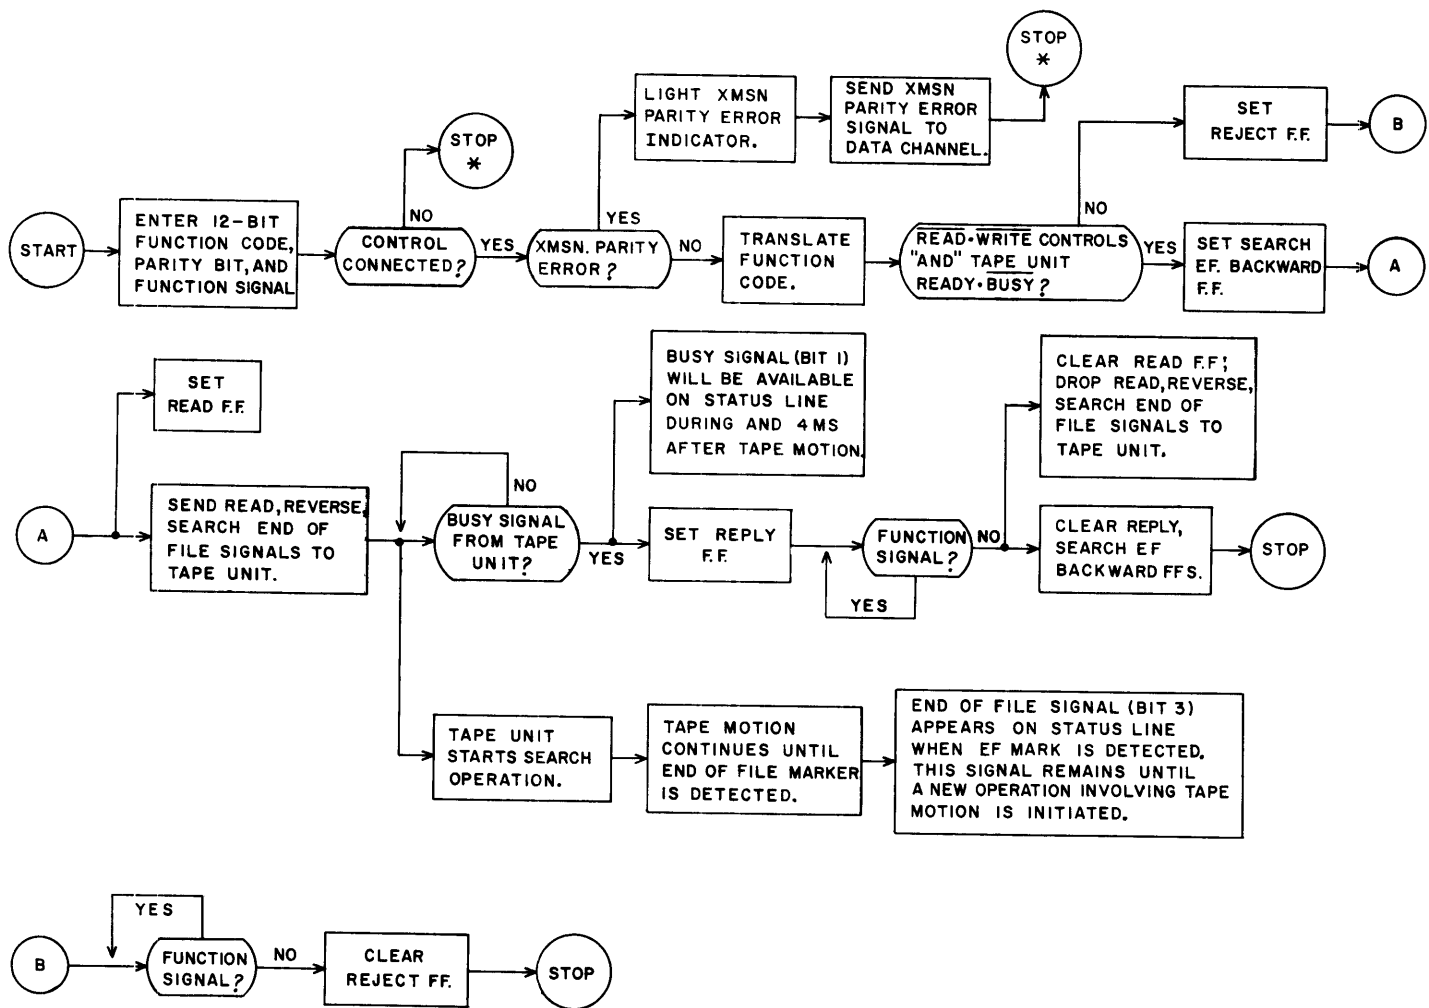 START
ENTER 12-BIT
FUNCTION CODE,
PARITY BIT, AND
FUNCTION SIGNAL
CONTROL
CONNECTED?
NO
STOP
*
YES
XMSN. PARITY
ERROR?
YES
LIGHT XMSN
PARITY ERROR
INDICATOR.
SEND XMSN
PARITY ERROR
SIGNAL TO
DATA CHANNEL.
STOP
*
NO
TRANSLATE
FUNCTION
CODE.
READ·WRITE CONTROLS
"AND" TAPE UNIT
READY·BUSY?
NO
SET
REJECT F.F.
B
YES
SET SEARCH
EF. BACKWARD
F.F.
A
A
SET
READ F.F.
SEND READ, REVERSE,
SEARCH END OF
FILE SIGNALS TO
TAPE UNIT.
NO
BUSY SIGNAL
FROM TAPE
UNIT?
YES
BUSY SIGNAL (BIT 1)
WILL BE AVAILABLE
ON STATUS LINE
DURING AND 4 MS
AFTER TAPE MOTION.
SET REPLY
F.F.
FUNCTION
SIGNAL?
YES
NO
CLEAR READ F.F;
DROP READ, REVERSE,
SEARCH END OF
FILE SIGNALS TO
TAPE UNIT.
CLEAR REPLY,
SEARCH EF
BACKWARD FFS.
STOP
TAPE UNIT
STARTS SEARCH
OPERATION.
TAPE MOTION
CONTINUES UNTIL
END OF FILE MARKER
IS DETECTED.
END OF FILE SIGNAL (BIT 3)
APPEARS ON STATUS LINE
WHEN EF MARK IS DETECTED.
THIS SIGNAL REMAINS UNTIL
A NEW OPERATION INVOLVING TAPE
MOTION IS INITIATED.
B
YES
FUNCTION
SIGNAL?
NO
CLEAR
REJECT FF.
STOP